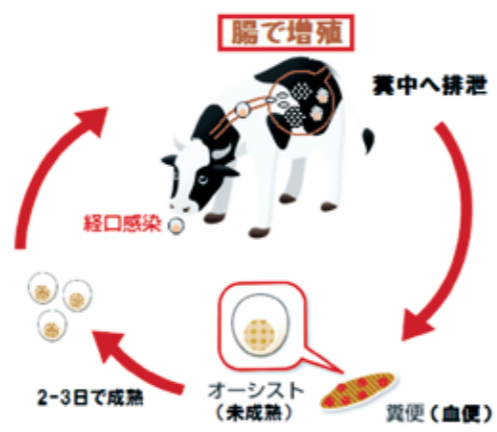 腸で増殖
糞中へ排泄
経口感染
2-3日で成熟
オーシスト
(未成熟)
糞便(血便)